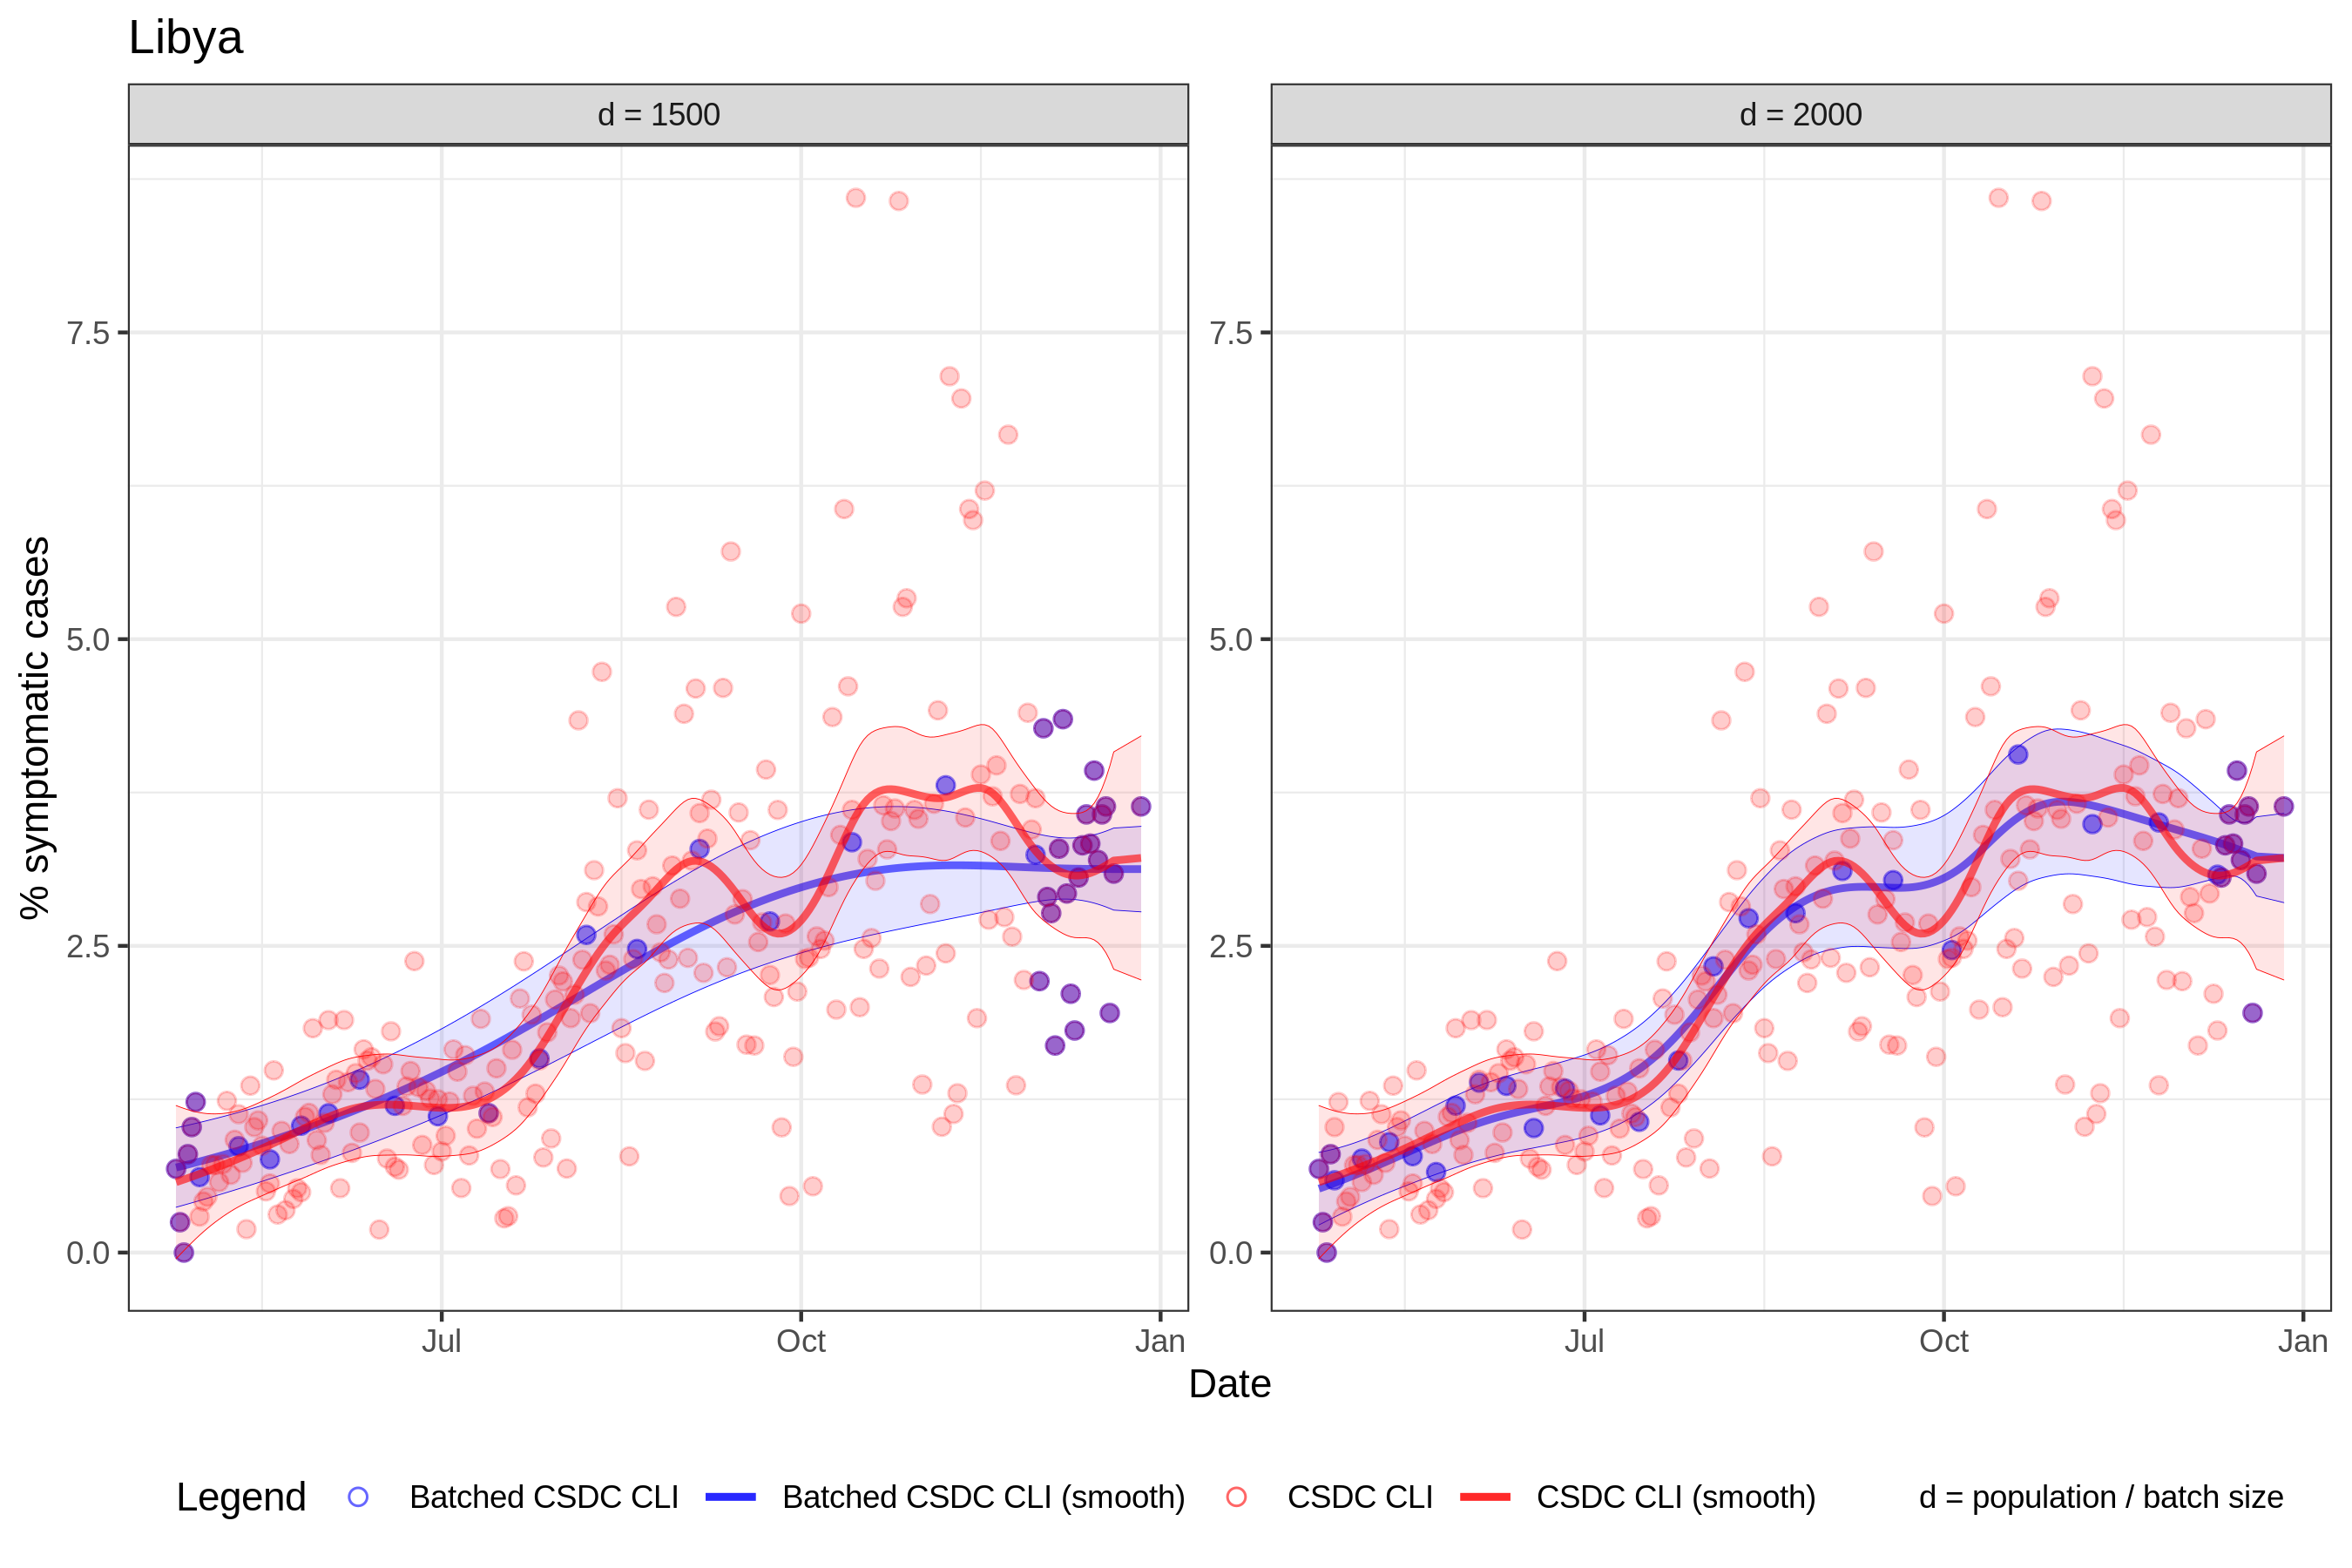 Libya
d = 1500
d = 2000
% symptomatic cases
7.5
5.0
2.5
0.0
7.5
5.0
2.5
0.0
Jul
Oct
Jan
Jul
Oct
Jan
Date
Legend
Batched CSDC CLI
Batched CSDC CLI (smooth)
CSDC CLI
CSDC CLI (smooth)
d = population / batch size